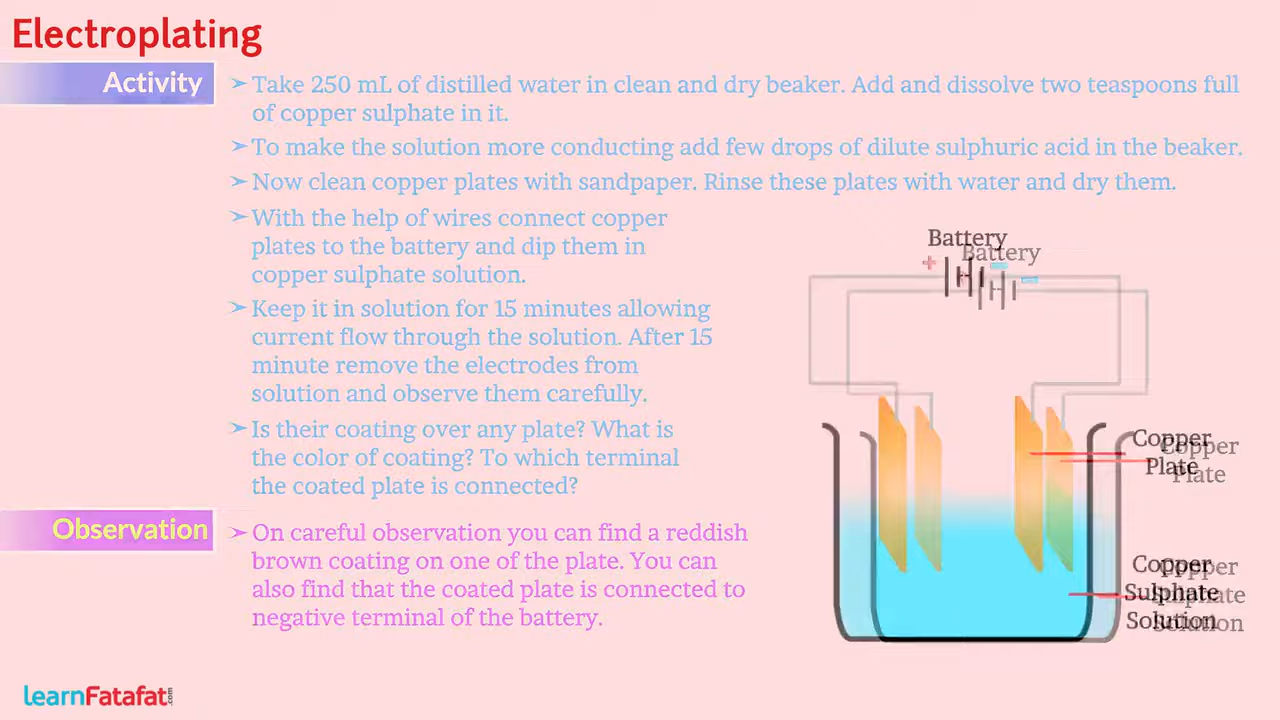 Electroplating
Activity
➢ Take 250 mL of distilled water in clean and dry beaker. Add and dissolve two teaspoons full
of copper sulphate in it.
➢ To make the solution more conducting add few drops of dilute sulphuric acid in the beaker.
➢ Now clean copper plates with sandpaper. Rinse these plates with water and dry them.
➢ With the help of wires connect copper
plates to the battery and dip them in
copper sulphate solution.
➢ Keep it in solution for 15 minutes allowing
current flow through the solution. After 15
minute remove the electrodes from
solution and observe them carefully.
➢ Is their coating over any plate? What is
the color of coating? To which terminal
the coated plate is connected?
Observation
➢ On careful observation you can find a reddish
brown coating on one of the plate. You can
also find that the coated plate is connected to
negative terminal of the battery.
Battery
Battery
+
+
Copper
Plate
Copper
Plate
Copper
Sulphate
Solution
Copper
Sulphate
Solution
learnFatafat.com